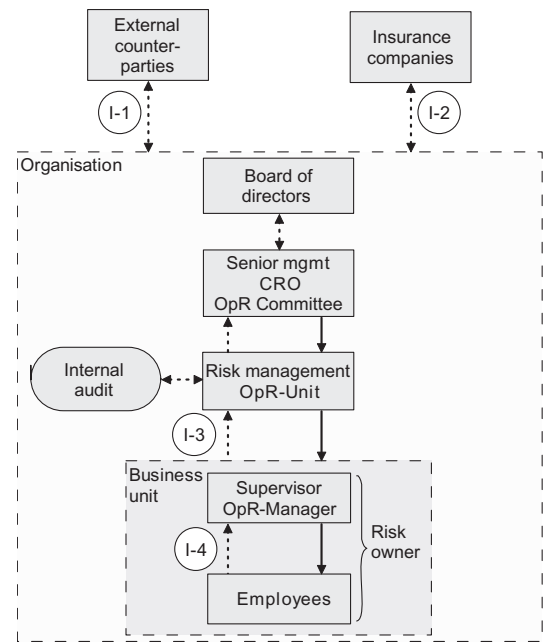 External
counter-
parties
Insurance
companies
I-1
I-2
Organisation
Board of
directors
Senior mgmt
CRO
OpR Committee
Internal
audit
Risk management
OpR-Unit
I-3
Business
unit
Supervisor
OpR-Manager
I-4
Risk
owner
Employees